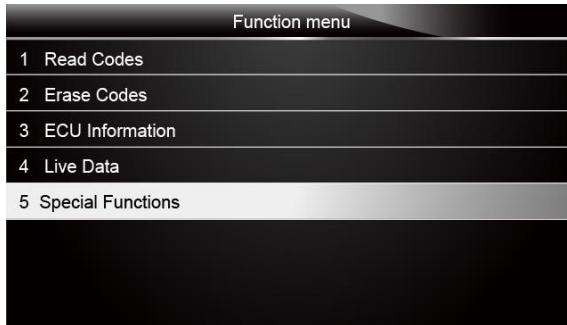 Function menu
1 Read Codes
2 Erase Codes
3 ECU Information
4 Live Data
5 Special Functions